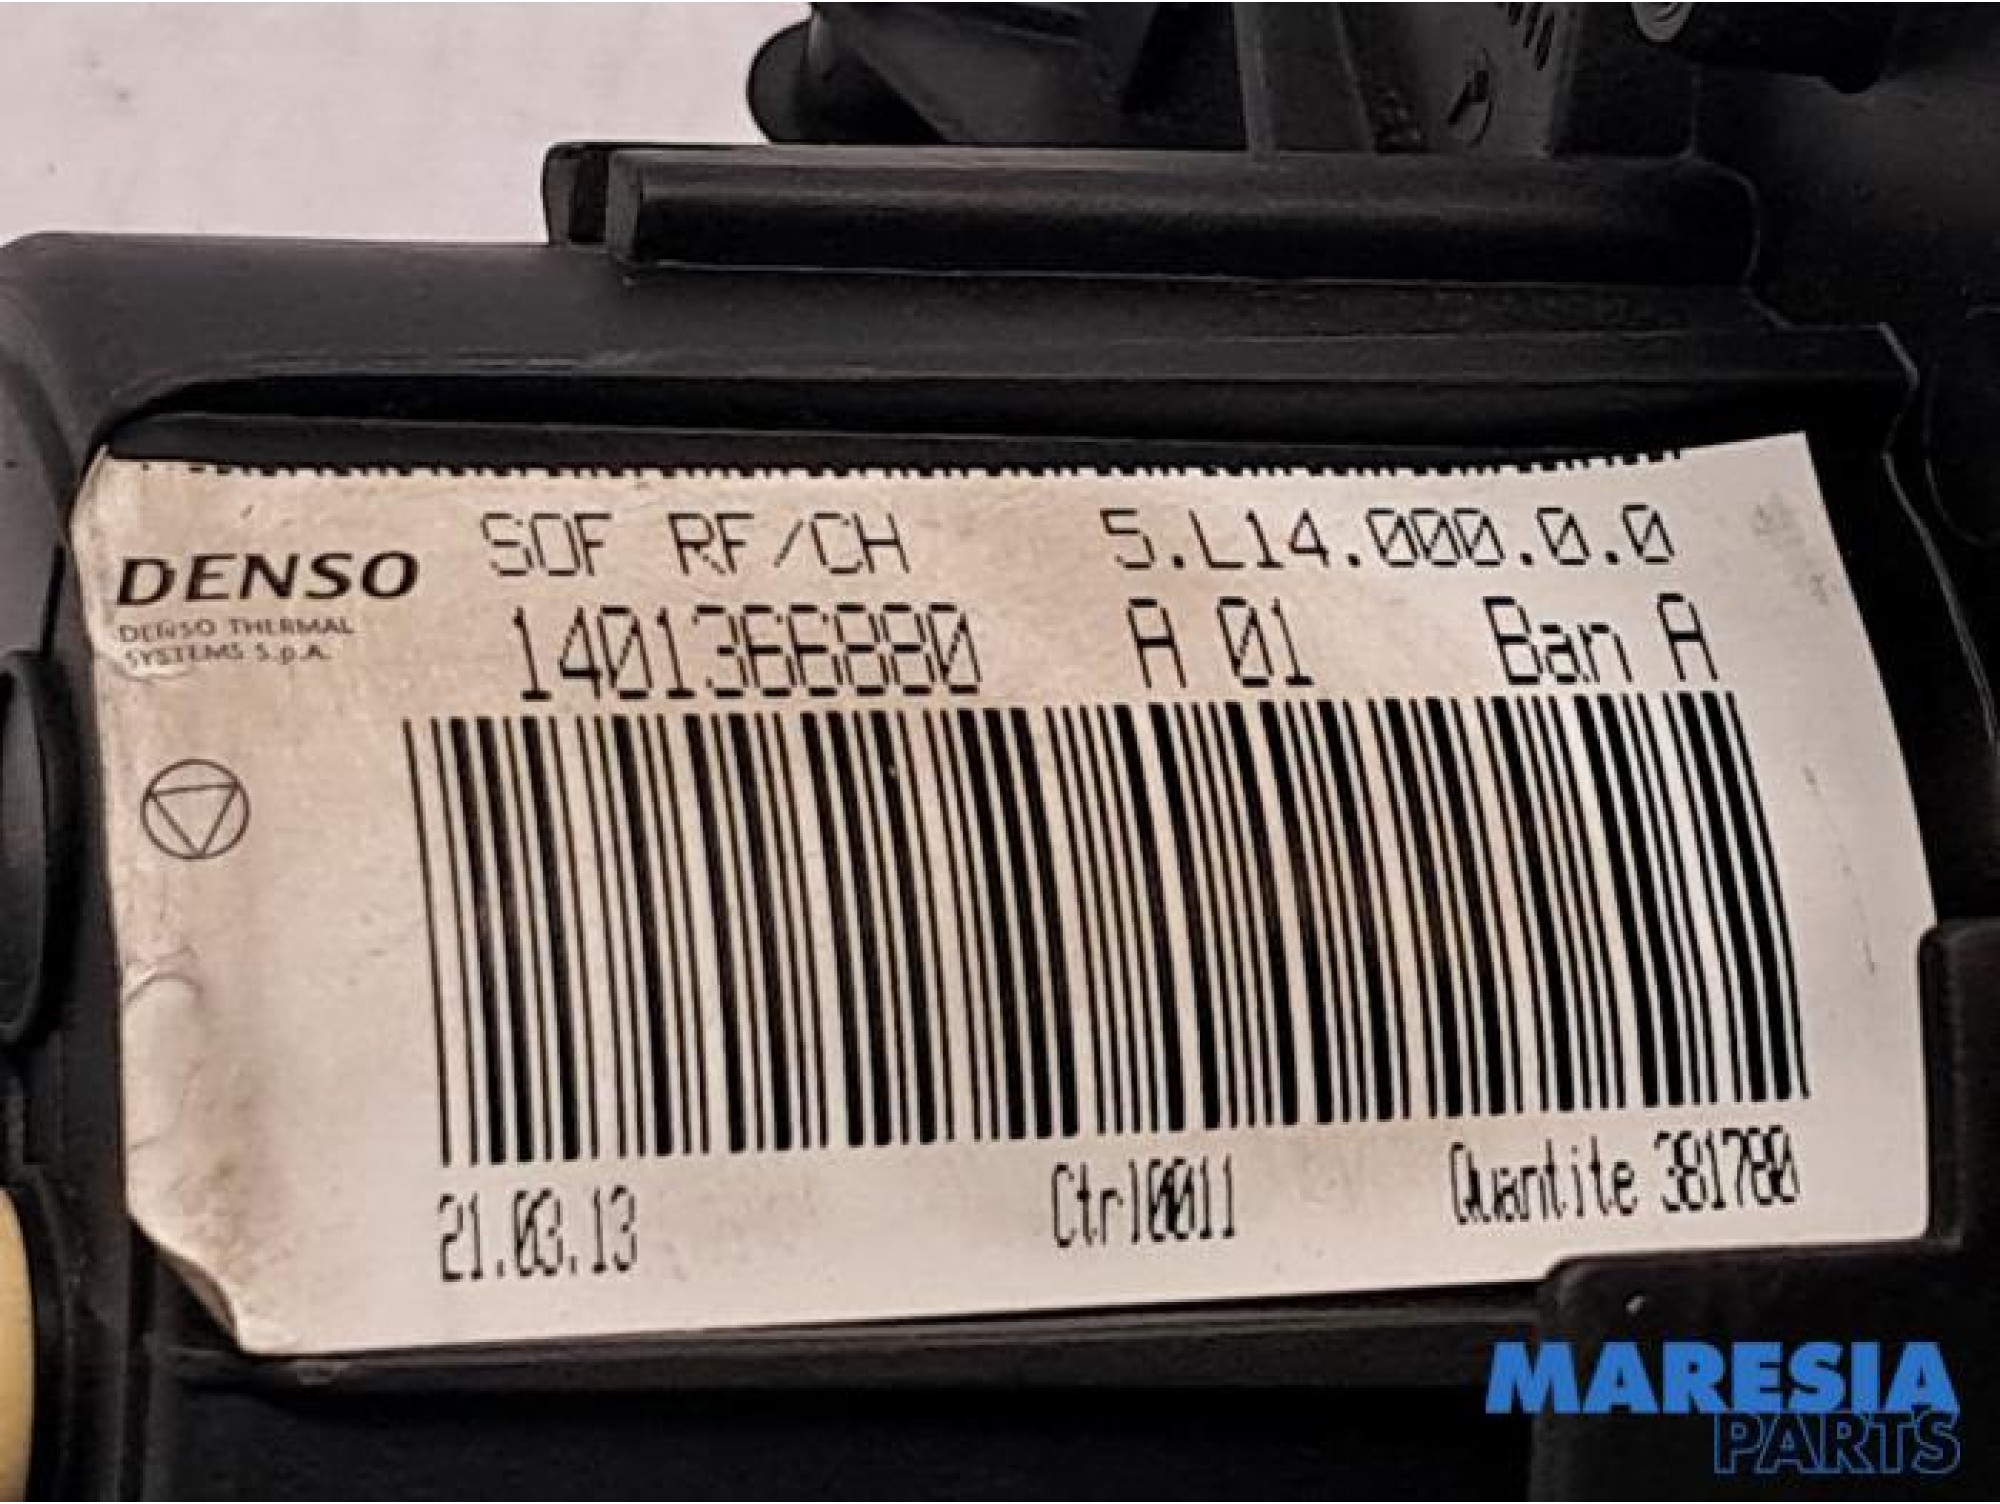 SOF RF/CH 5.L14.000.0.0
DENSO
DENSO THERMAL
SYSTEMS S.p.A.
1401366880 A 01 Ban A
21.03.13 Ctrl0011 Quantite 381780
MARESIA
PARTS